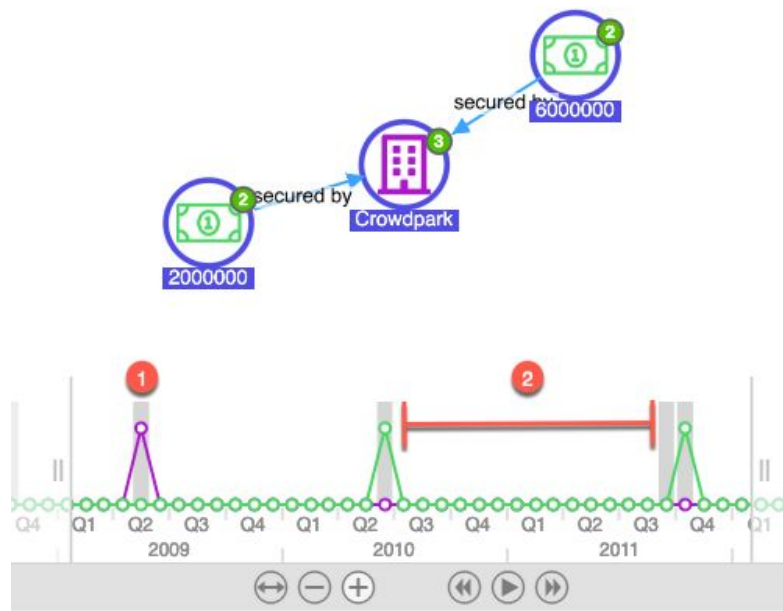 2
secured by
6000000
3
2
secured by
Crowdpark
2000000
1
2
Q4 Q1 Q2 Q3 Q4 Q1 Q2 Q3 Q4 Q1 Q2 Q3 Q4 Q1
2009 2010 2011